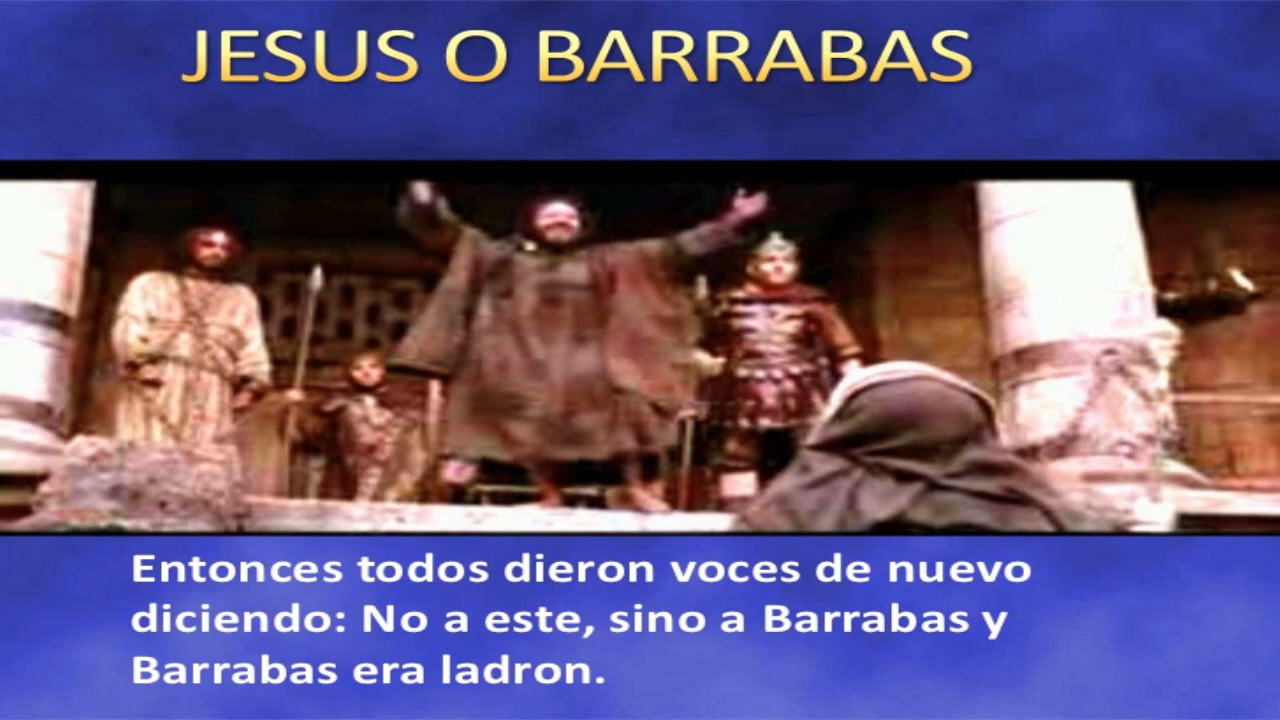 JESUS O BARRABAS
Entonces todos dieron voces de nuevo
diciendo: No a este, sino a Barrabas y
Barrabas era ladron.